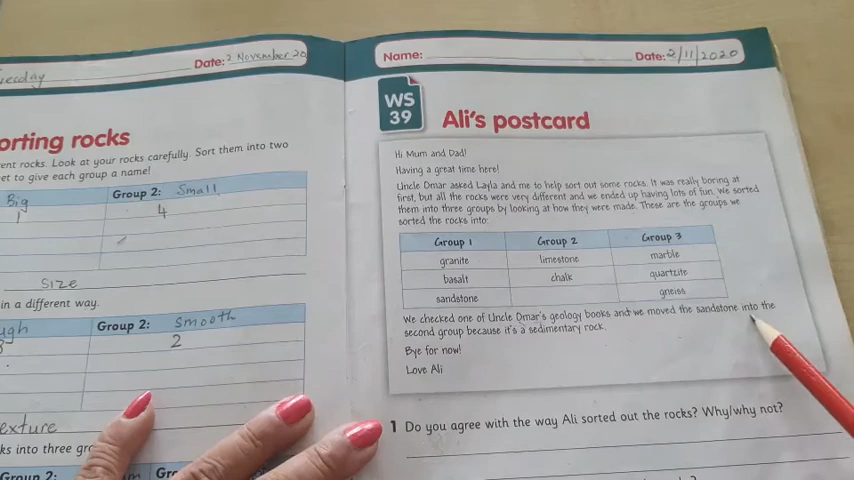 uesday
Date: 2 November 20
orting rocks
ent rocks. Look at your rocks carefully. Sort them into two
et to give each group a name!
Big
Group 2: Small
1
4
size
in a different way.
ugh
Group 2: Smooth
2
exture
ks into three gro
Group 2:
Name:
Date: 2/11/2020
WS
39
Ali's postcard
Hi Mum and Dad!
Having a great time here!
Uncle Omar asked Layla and me to help sort out some rocks. It was really boring at
first, but all the rocks were very different and we ended up having lots of fun. We sorted
them into three groups by looking at how they were made. These are the groups we
sorted the rocks into:
Group 1 Group 2 Group 3
granite limestone marble
basalt chalk quartzite
sandstone gneiss
We checked one of Uncle Omar's geology books and we moved the sandstone into the
second group because it's a sedimentary rock.
Bye for now!
Love Ali
1 Do you agree with the way Ali sorted out the rocks? Why/why not?